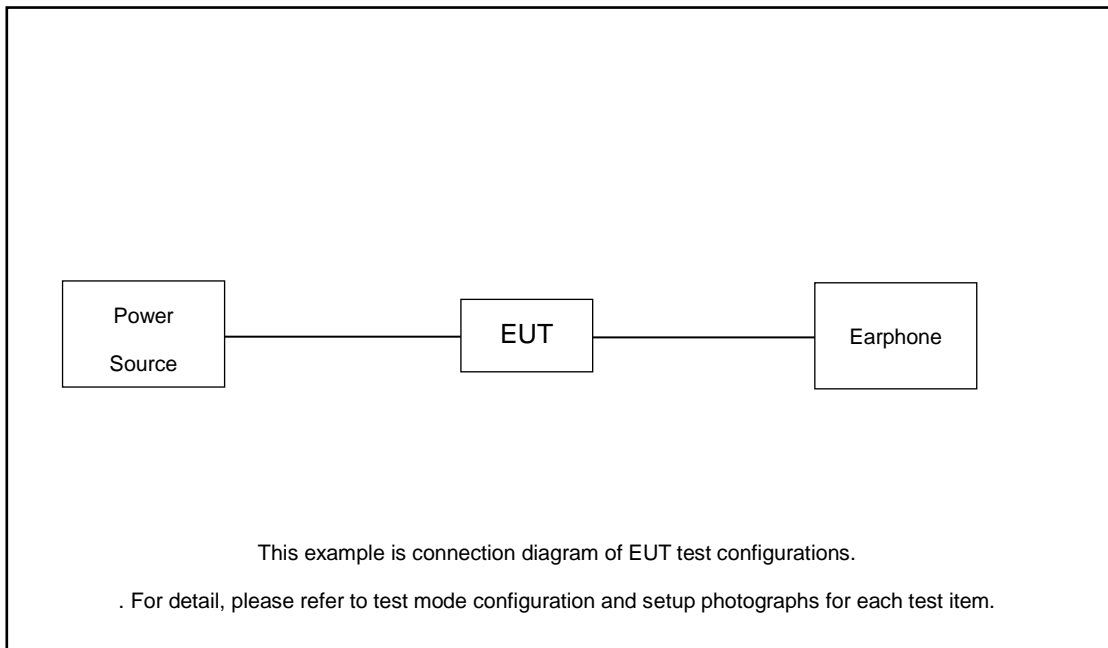 Power
Source
EUT
Earphone
This example is connection diagram of EUT test configurations.
. For detail, please refer to test mode configuration and setup photographs for each test item.